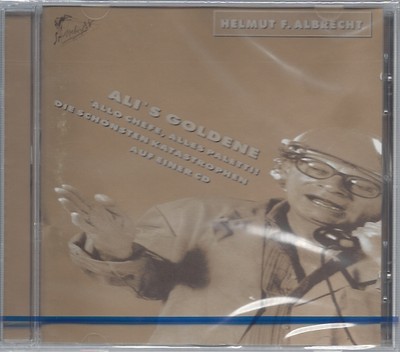 HELMUT F. ALBRECHT
ALI'S GOLDENE
'ALLO CHEFE, ALLES PALETTI!
DIE SCHÖNSTEN KATASTROPHEN
AUF EINER CD